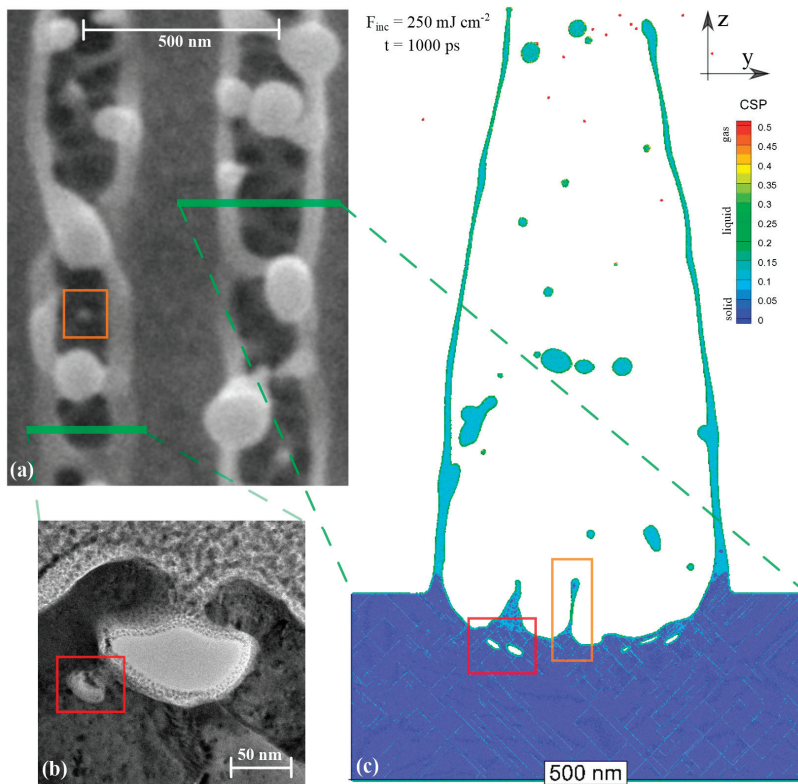 500 nm
(a)
50 nm
(b)
F_inc = 250 mJ cm⁻²
t = 1000 ps
z
y
CSP
gas
liquid
solid
0.5
0.45
0.4
0.35
0.3
0.25
0.2
0.15
0.1
0.05
0
(c)
500 nm